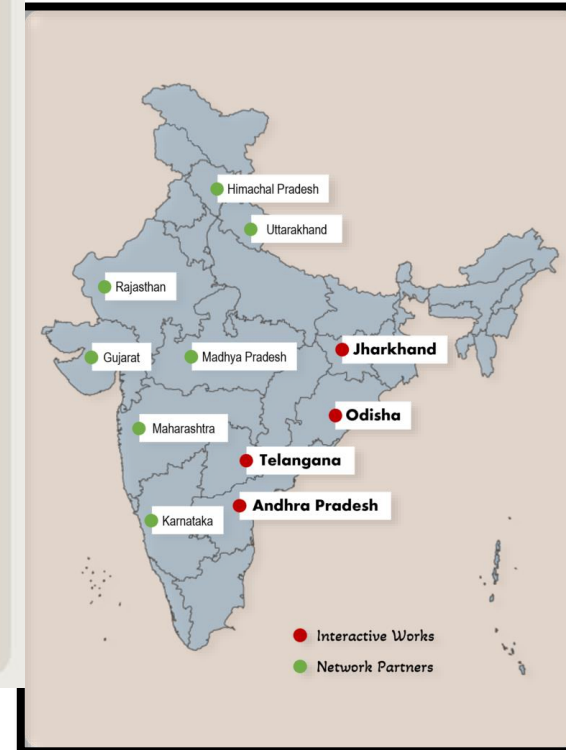 Himachal Pradesh
Uttarakhand
Rajasthan
Jharkhand
Gujarat
Madhya Pradesh
Odisha
Maharashtra
Telangana
Andhra Pradesh
Karnataka
Interactive Works
Network Partners